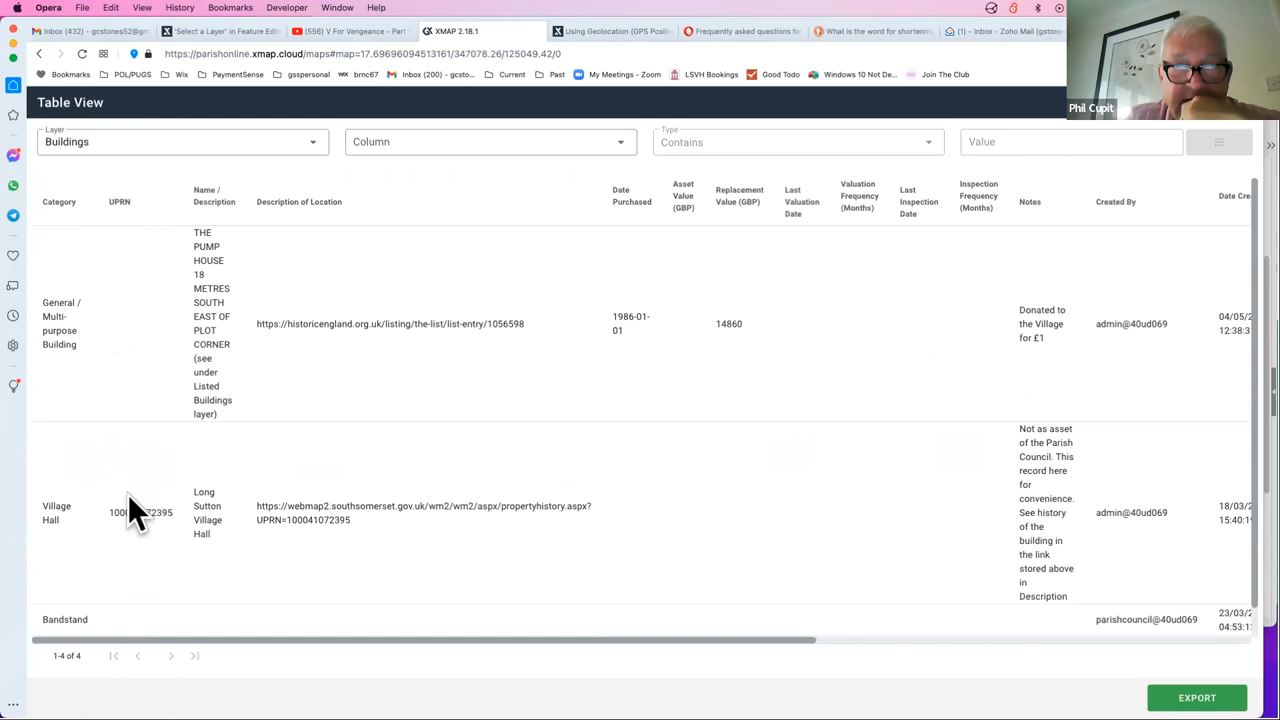 Opera File Edit View History Bookmarks Developer Window Help
Inbox (432) - gcstones52@gm
'Select a Layer' in Feature Edit
(556) V For Vengeance - Part
XMAP 2.18.1
Using Geolocation (GPS Positio
Frequently asked questions for
What is the word for shortening
(1) - Inbox - Zoho Mail (gstone
https://parishonline.xmap.cloud/maps#map=17.69696094513161/347078.26/125049.42/0
Bookmarks POL/PUGS Wix PaymentSense gsspersonal WIX brnc67 Inbox (200) - gcsto... Current Past My Meetings - Zoom LSVH Bookings Good Todo Windows 10 Not De... Join The Club
Phil Cupit
Table View
Layer
Buildings
Column
Type
Contains
Value
Category
UPRN
Name /
Description
Description of Location
Date
Purchased
Asset
Value
(GBP)
Replacement
Value (GBP)
Last
Valuation
Date
Valuation
Frequency
(Months)
Last
Inspection
Date
Inspection
Frequency
(Months)
Notes
Created By
Date Crea
General /
Multi-
purpose
Building
THE
PUMP
HOUSE
18
METRES
SOUTH
EAST OF
PLOT
CORNER
(see
under
Listed
Buildings
layer)
https://historicengland.org.uk/listing/the-list/list-entry/1056598
1986-01-
01
14860
Donated to
the Village
for £1
admin@40ud069
04/05/2
12:38:3
Village
Hall
Long
Sutton
Village
Hall
https://webmap2.southsomerset.gov.uk/wm2/wm2/aspx/propertyhistory.aspx?
UPRN=100041072395
Not as asset
of the Parish
Council. This
record here
for
convenience.
See history
of the
building in
the link
stored above
in
Description
admin@40ud069
18/03/2
15:40:19
Bandstand
parishcouncil@40ud069
23/03/2
04:53:1
1-4 of 4
EXPORT